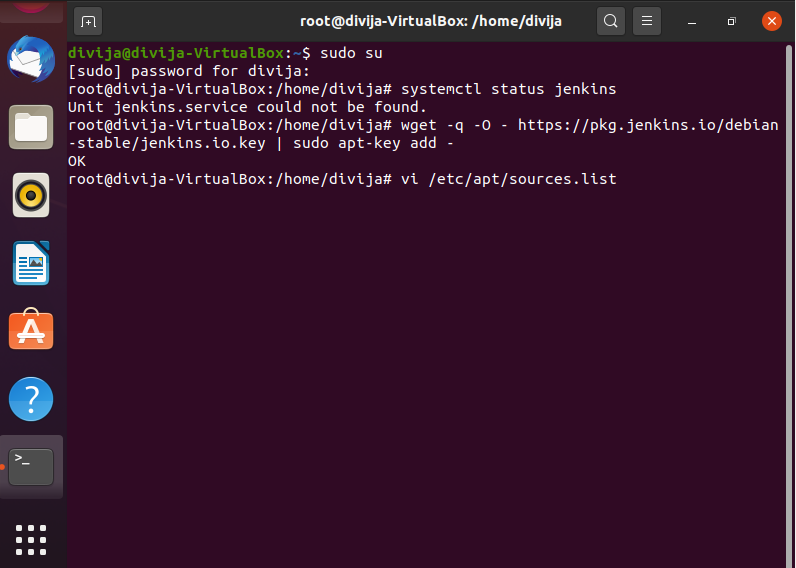 root@divija-VirtualBox: /home/divija
divija@divija-VirtualBox:~$ sudo su
[sudo] password for divija:
root@divija-VirtualBox:/home/divija# systemctl status jenkins
Unit jenkins.service could not be found.
root@divija-VirtualBox:/home/divija# wget -q -O - https://pkg.jenkins.io/debian
-stable/jenkins.io.key | sudo apt-key add -
OK
root@divija-VirtualBox:/home/divija# vi /etc/apt/sources.list